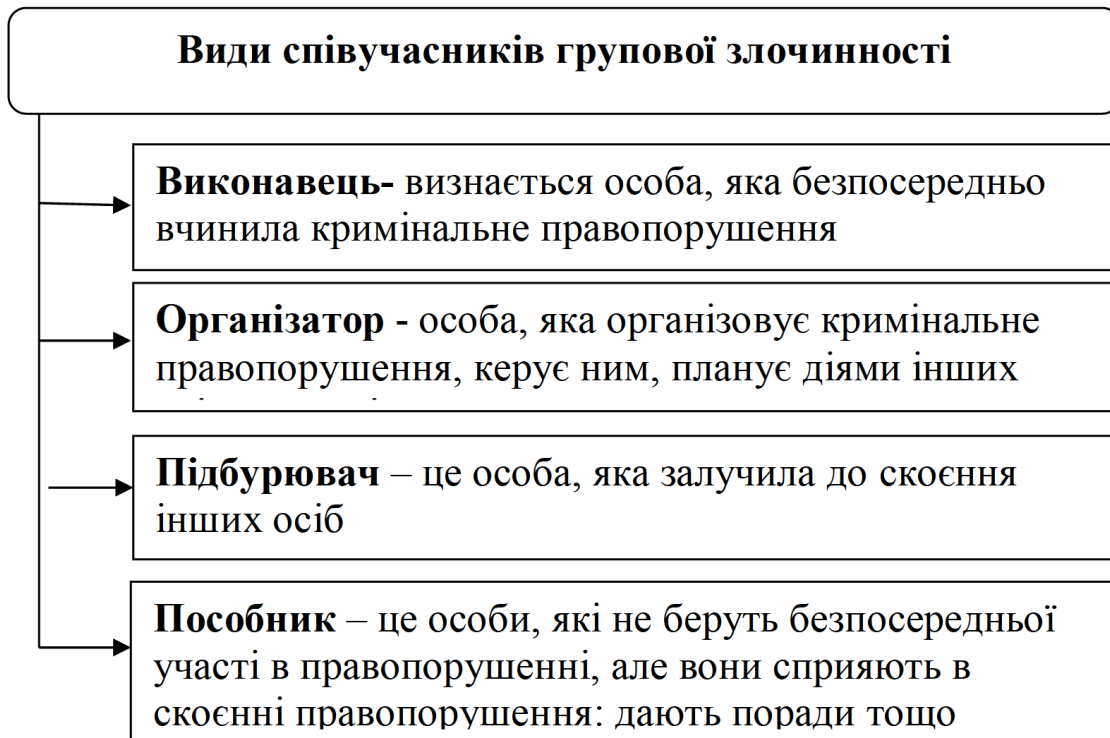 Види співучасників групової злочинності
Виконавець- визнається особа, яка безпосередньо
вчинила кримінальне правопорушення
Організатор - особа, яка організовує кримінальне
правопорушення, керує ним, планує діями інших
Підбурювач – це особа, яка залучила до скоєння
інших осіб
Пособник – це особи, які не беруть безпосередньої
участі в правопорушенні, але вони сприяють в
скоєнні правопорушення: дають поради тощо